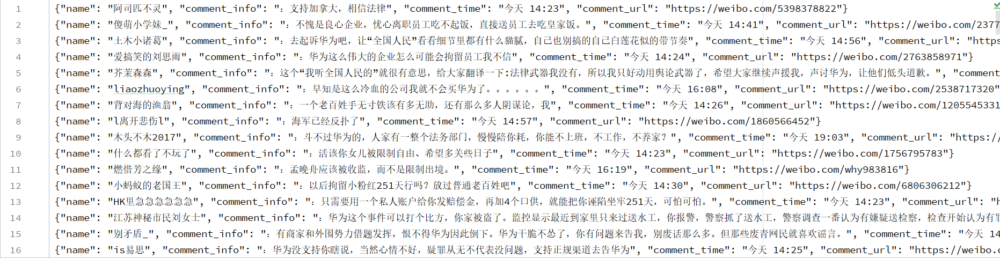 1 {"name": "阿司匹不灵", "comment_info": ": 支持加拿大，相信法律", "comment_time": "今天 14:23", "comment_url": "https://weibo.com/5398378822"}
2 {"name": "傻萌小学妹_", "comment_info": ": 不愧是良心企业，忧心离职员工吃不起饭，直接送员工去吃皇家饭。", "comment_time": "今天 14:41", "comment_url": "https://weibo.com/2377
3 {"name": "土木小诸葛", "comment_info": ": 去起诉华为吧，让“全国人民”看看细节里都有什么猫腻，自己也别搞的自己白莲花似的带节奏", "comment_time": "今天 14:56", "comment_url": "https
4 {"name": "爱搞笑的刘思雨", "comment_info": ": 华为这么伟大的企业怎么可能会拘留员工我不信", "comment_time": "今天 14:24", "comment_url": "https://weibo.com/2763858971"}
5 {"name": "芥茉森森", "comment_info": ": 这个“我听全国人民的”就很有意思，给大家翻译一下:法律武器我没有，所以我只好动用舆论武器了，希望大家继续声援我，声讨华为，让他们低头道歉。", "comment
6 {"name": "liaozhuoying", "comment_info": ": 早知是这么冷血的公司我就不会买华为了。。。。。。", "comment_time": "今天 16:08", "comment_url": "https://weibo.com/2538717320"
7 {"name": "背对海的渔翁", "comment_info": ": 一个老百姓手无寸铁该有多无助，还有那么多人阴谋论，我", "comment_time": "今天 14:26", "comment_url": "https://weibo.com/1205545331
8 {"name": "l离开悲伤l", "comment_info": ": 海军已经反扑了", "comment_time": "今天 14:57", "comment_url": "https://weibo.com/1860566452"}
9 {"name": "木头不木2017", "comment_info": ": 斗不过华为的，人家有一整个法务部门，慢慢陪你耗，你能不上班，不工作，不养家？", "comment_time": "今天 19:03", "comment_url": "https://
10 {"name": "什么都看了不玩了", "comment_info": ": 活该你女儿被限制自由、希望多关些日子", "comment_time": "今天 14:23", "comment_url": "https://weibo.com/1756795783"}
11 {"name": "燃惜芳之缘", "comment_info": ": 孟晚舟应该被收监，而不是限制出境。", "comment_time": "今天 16:19", "comment_url": "https://weibo.com/why983816"}
12 {"name": "小蚂蚁的老国王", "comment_info": ": 以后拘留小粉红251天行吗？放过普通老百姓吧", "comment_time": "今天 14:30", "comment_url": "https://weibo.com/6806306212"}
13 {"name": "HK里急急急急急急", "comment_info": ": 只需要用一个私人账户给你发赔偿金，再加4个口供，就能把你诬陷坐牢251天，可怕可怕。", "comment_time": "今天 14:23", "comment_url": "h
14 {"name": "江苏神秘市民刘女士", "comment_info": ": 华为这个事件可以打个比方，你家被盗了。监控显示最近到家里只来过送水工，你报警，警察抓了送水工，警察调查一番认为有嫌疑送检察，检查开始认为有罪
15 {"name": "别矛盾_", "comment_info": ": 有商家和外围势力借题发挥，恨不得华为因此倒下。华为干脆不怂了，你有问题来告我，别废话那么多。但那些废青网民就喜欢谣言。", "comment_time": "今天 14
16 {"name": "is易思", "comment_info": ": 华为没支持你瞎说，当然心情不好，疑罪从无不代表没问题，支持正规渠道去告华为", "comment_time": "今天 14:25", "comment_url": "https://weibo.c